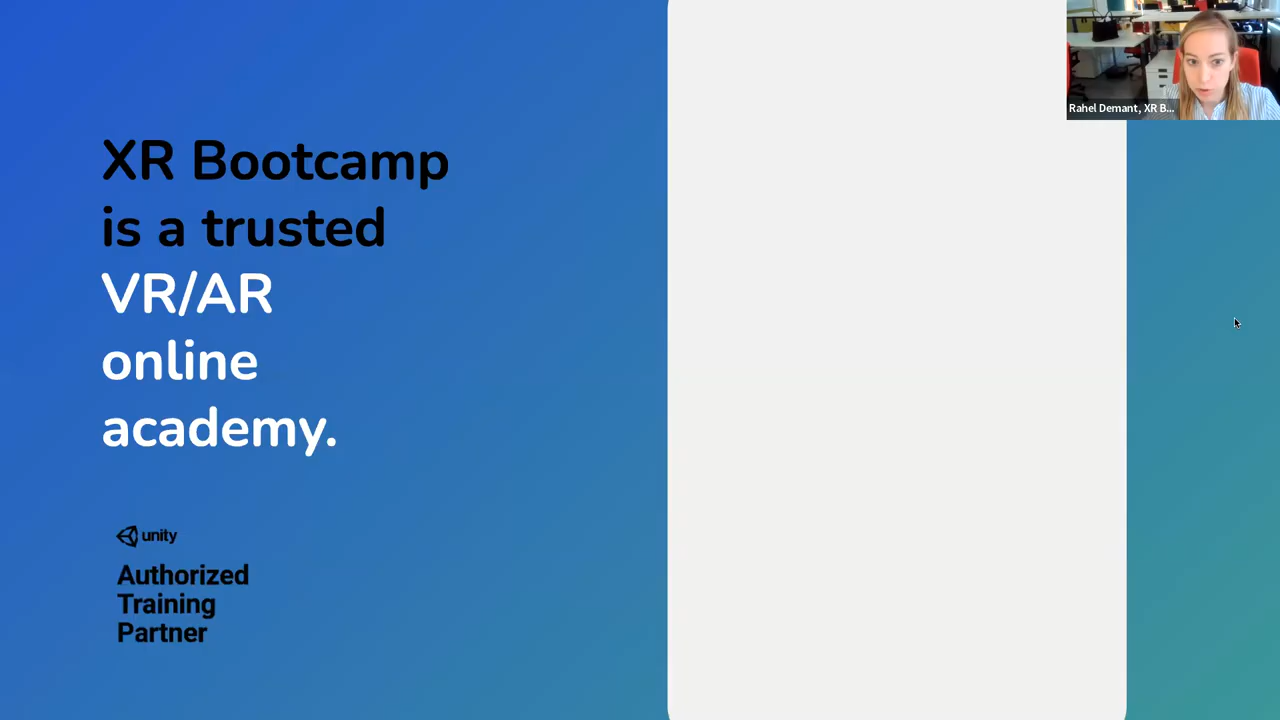 XR Bootcamp
is a trusted
VR/AR
online
academy.
unity
Authorized
Training
Partner
Rahel Demant, XR B...